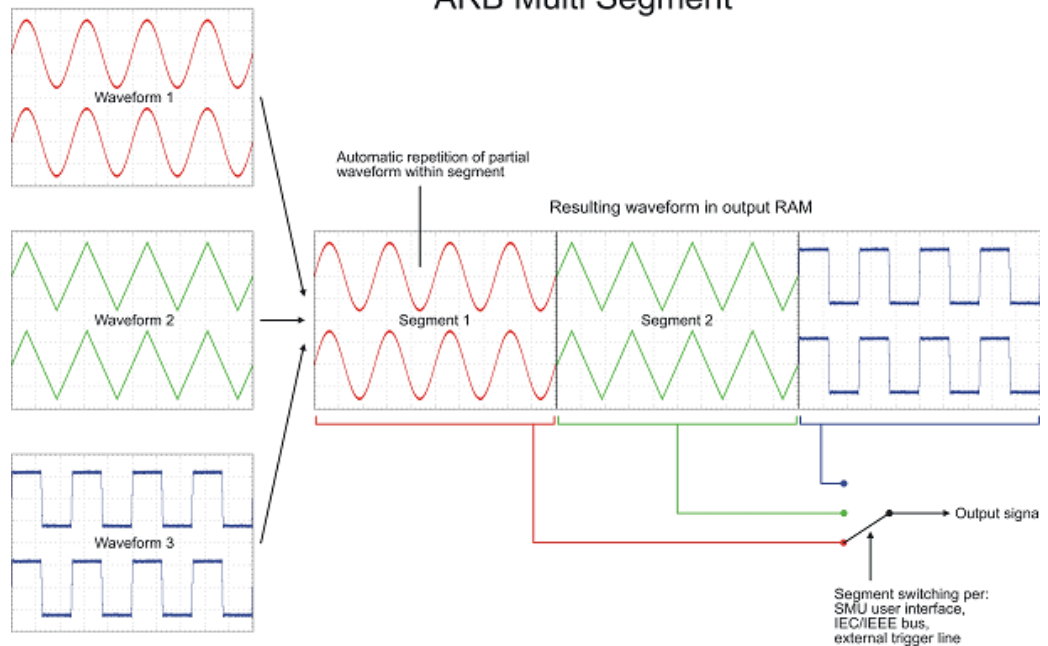 ARB Multi Segment
Waveform 1
Automatic repetition of partial
waveform within segment
Resulting waveform in output RAM
Waveform 2
Segment 1
Segment 2
Waveform 3
Output signa
Segment switching per:
SMU user interface,
IEC/IEEE bus,
external trigger line